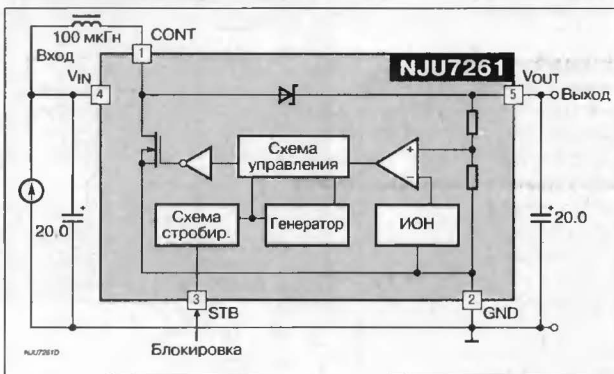 100 мкГн
Вход
CONT
1
NJU7261
VIN
4
VOUT
5
Выход
Схема
управления
+
−
20.0
+
Схема
стробир.
Генератор
ИОН
20.0
+
3
STB
2
GND
Блокировка
NJU7261D